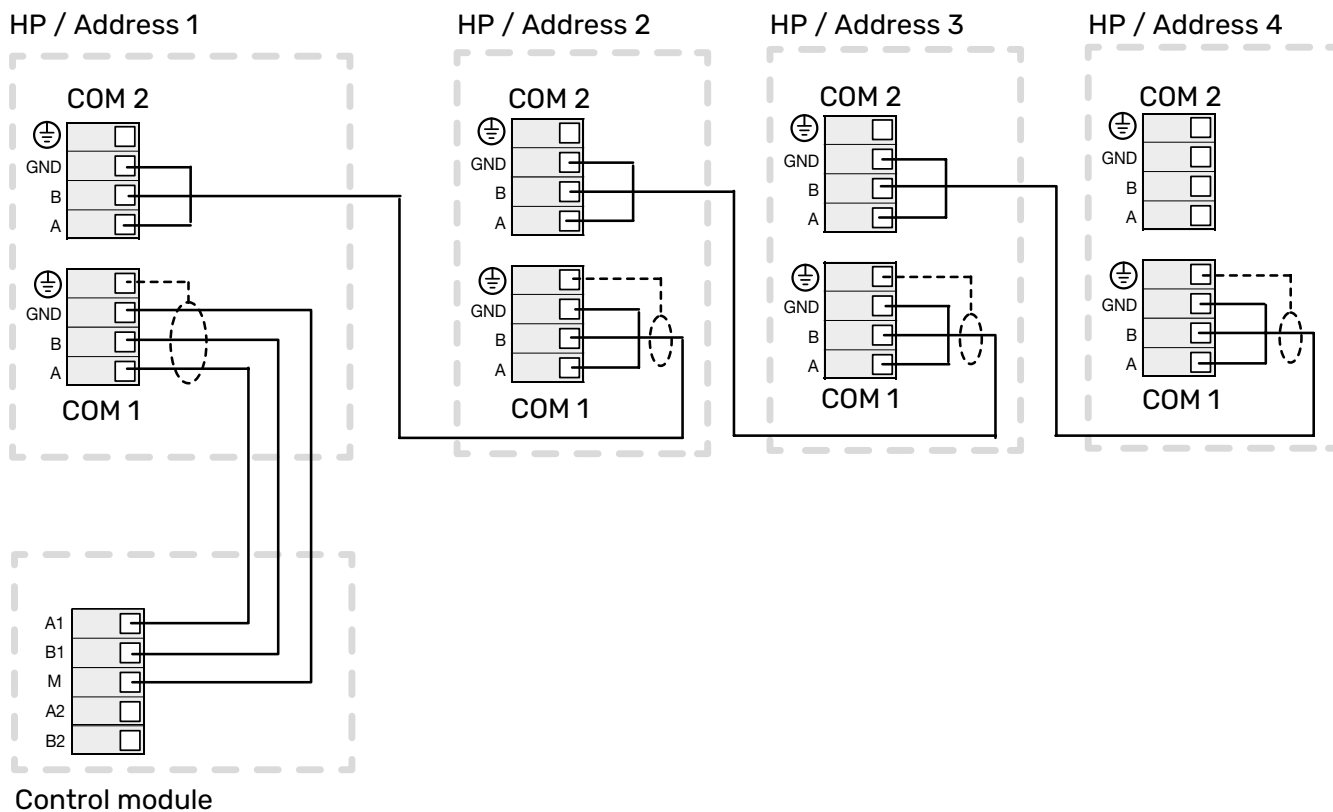 HP / Address 1
HP / Address 2
HP / Address 3
HP / Address 4
COM 2
GND
B
A
GND
B
A
COM 1
COM 2
GND
B
A
GND
B
A
COM 1
COM 2
GND
B
A
GND
B
A
COM 1
COM 2
GND
B
A
GND
B
A
COM 1
A1
B1
M
A2
B2
Control module